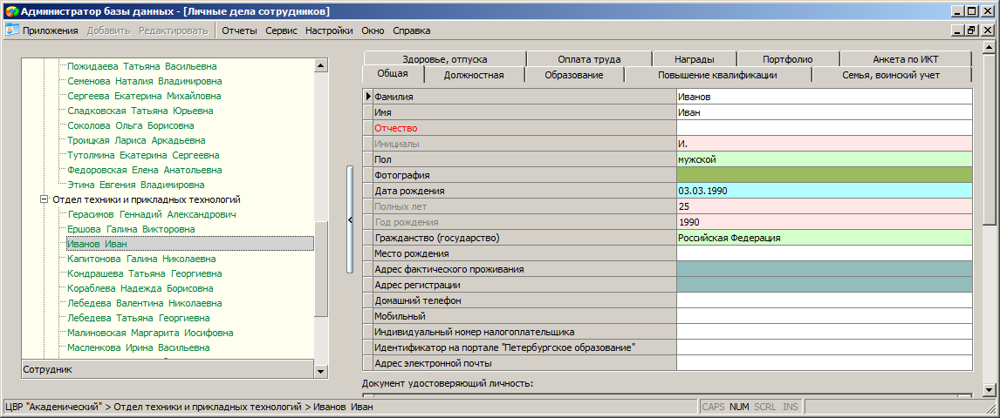 Администратор базы данных - [Личные дела сотрудников]
Приложения Добавить Редактировать Отчеты Сервис Настройки Окно Справка
Пожидаева Татьяна Васильевна
Семенова Наталия Владимировна
Сергеева Екатерина Михайловна
Сладковская Татьяна Юрьевна
Соколова Ольга Борисовна
Троицкая Лариса Аркадьевна
Тутолмина Екатерина Сергеевна
Федоровская Елена Анатольевна
Этина Евгения Владимировна
Отдел техники и прикладных технологий
Герасимов Геннадий Александрович
Ершова Галина Викторовна
Иванов Иван
Капитонова Галина Николаевна
Кондрашева Татьяна Георгиевна
Кораблева Надежда Борисовна
Лебедева Валентина Николаевна
Лебедева Татьяна Георгиевна
Малиновская Маргарита Иосифовна
Масленкова Ирина Васильевна
Сотрудник
Здоровье, отпуска Оплата труда Награды Портфолио Анкета по ИКТ
Общая Должностная Образование Повышение квалификации Семья, воинский учет
Фамилия Иванов
Имя Иван
Отчество
Инициалы И.
Пол мужской
Фотография
Дата рождения 03.03.1990
Полных лет 25
Год рождения 1990
Гражданство (государство) Российская Федерация
Место рождения
Адрес фактического проживания
Адрес регистрации
Домашний телефон
Мобильный
Индивидуальный номер налогоплательщика
Идентификатор на портале "Петербургское образование"
Адрес электронной почты
Документ удостоверяющий личность:
ЦВР "Академический" > Отдел техники и прикладных технологий > Иванов Иван
CAPS NUM SCRL INS